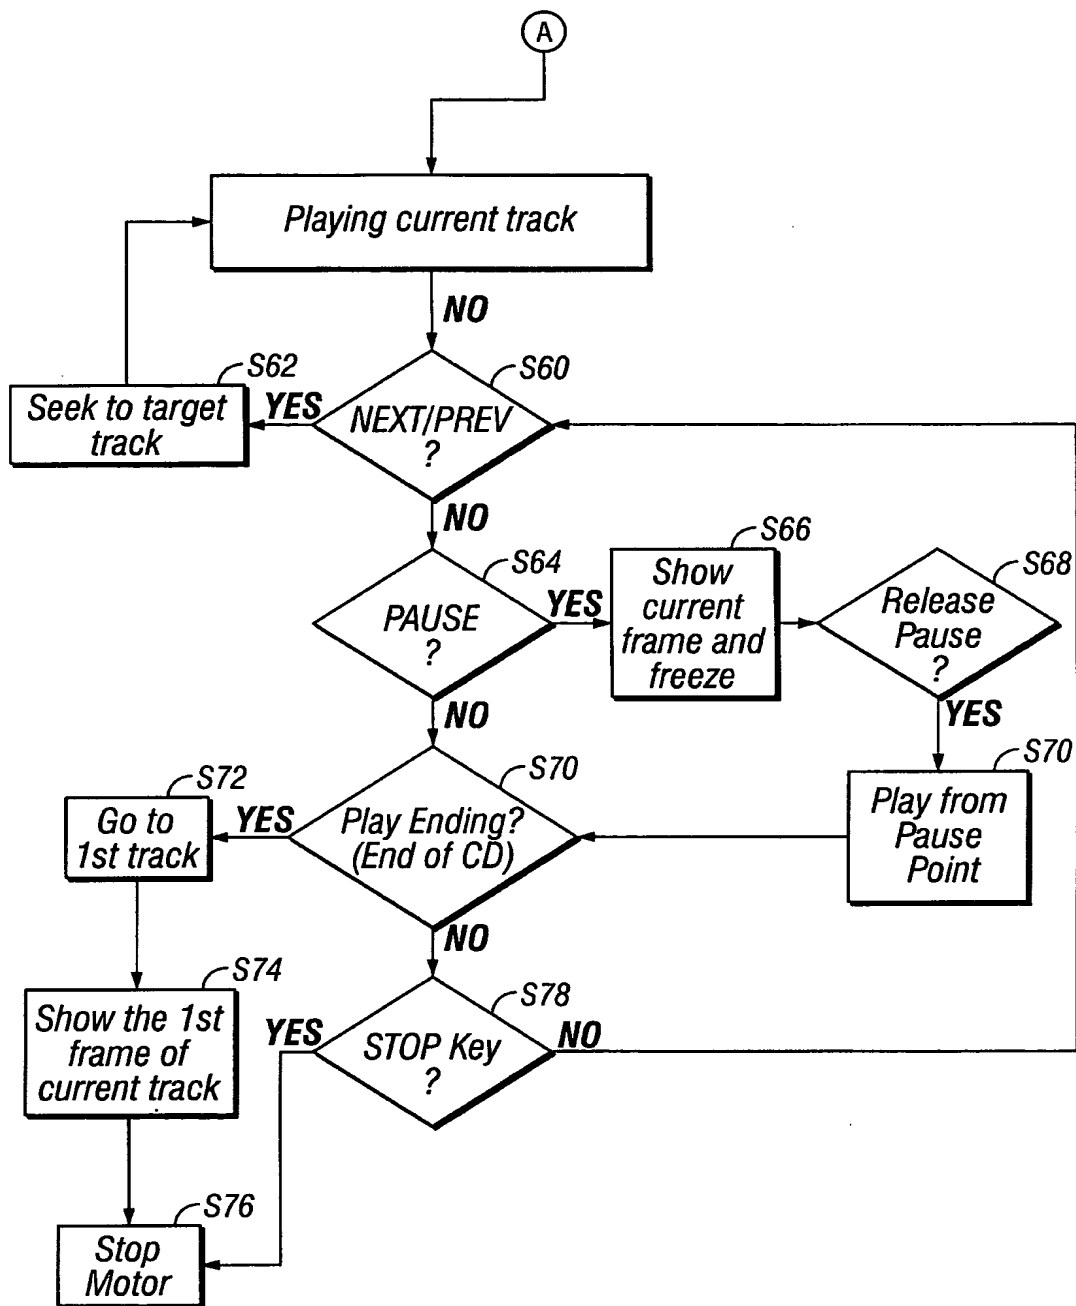 A
Playing current track
NO
S62
S60
Seek to target
track
YES
NEXT/PREV
?
NO
S64
S66
S68
PAUSE
?
YES
Show
current
frame and
freeze
Release
Pause
?
NO
YES
S72
S70
S70
Go to
1st track
YES
Play Ending?
(End of CD)
Play from
Pause
Point
NO
S74
S78
Show the 1st
frame of
current track
YES
STOP Key
?
NO
S76
Stop
Motor